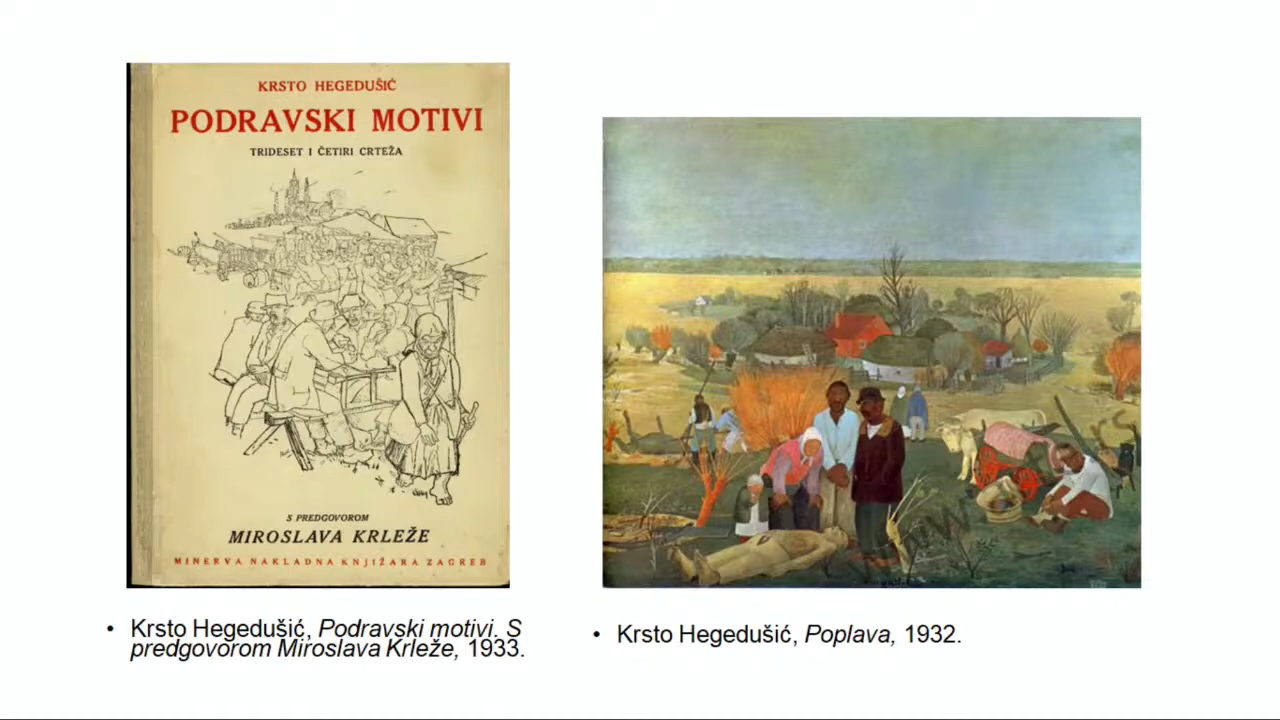 KRSTO HEGEDUŠIĆ
PODRAVSKI MOTIVI
TRIDESET I ČETIRI CRTEŽA
S PREDGOVOROM
MIROSLAVA KRLEŽE
MINERVA NAKLADNA KNJIŽARA ZAGREB
• Krsto Hegedušić, Podravski motivi. S
predgovorom Miroslava Krleže, 1933.
• Krsto Hegedušić, Poplava, 1932.